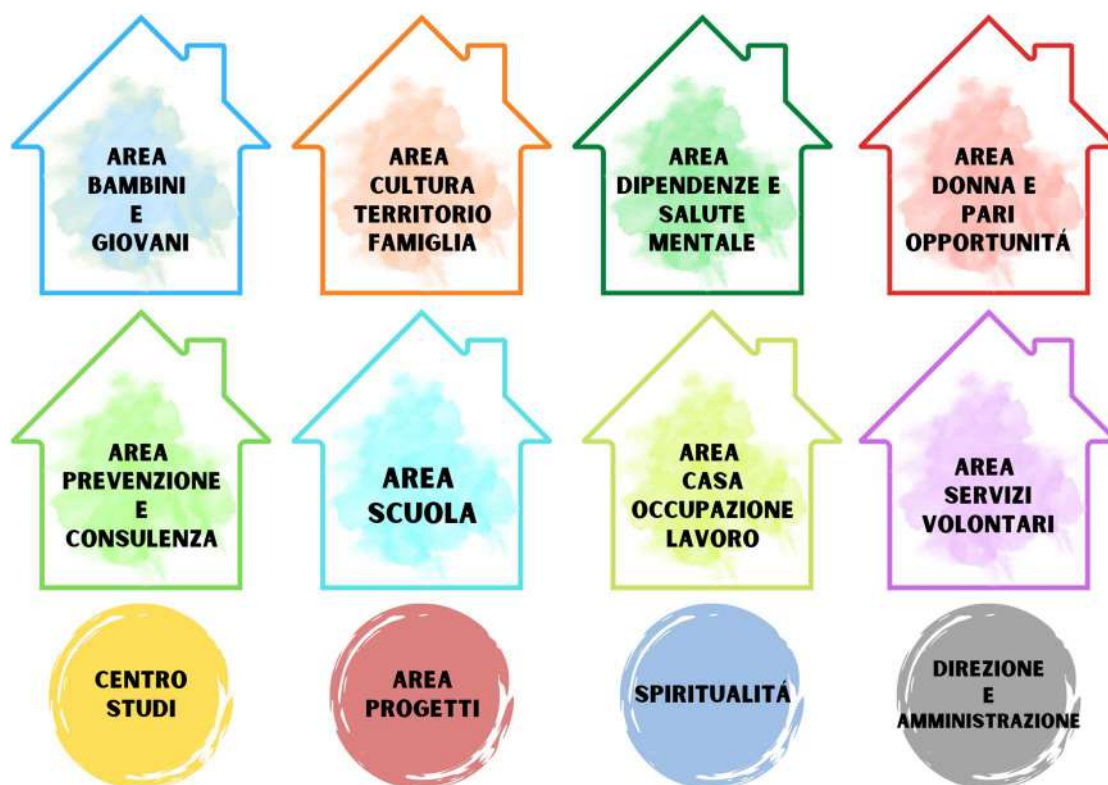 AREA
BAMBINI
E
GIOVANI
AREA
CULTURA
TERRITORIO
FAMIGLIA
AREA
DIPENDENZE E
SALUTE
MENTALE
AREA
DONNA E
PARI
OPPORTUNITÁ
AREA
PREVENZIONE
E
CONSULENZA
AREA
SCUOLA
AREA
CASA
OCCUPAZIONE
LAVORO
AREA
SERVIZI
VOLONTARI
CENTRO
STUDI
AREA
PROGETTI
SPIRITUALITÁ
DIREZIONE
E
AMMINISTRAZIONE